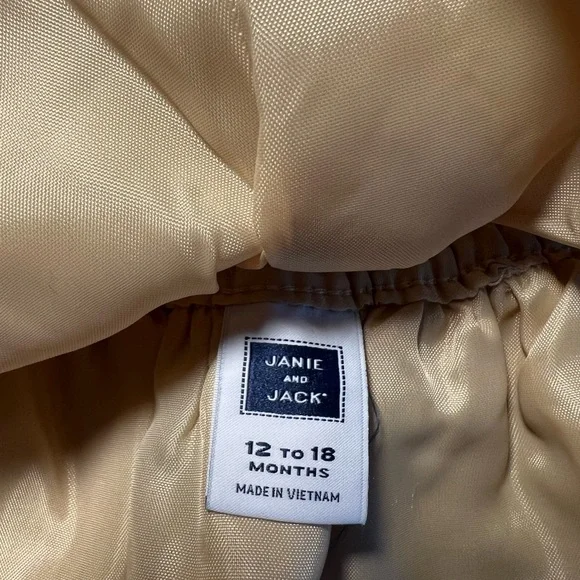 JANIE
AND
JACK®
12 TO 18
MONTHS
MADE IN VIETNAM